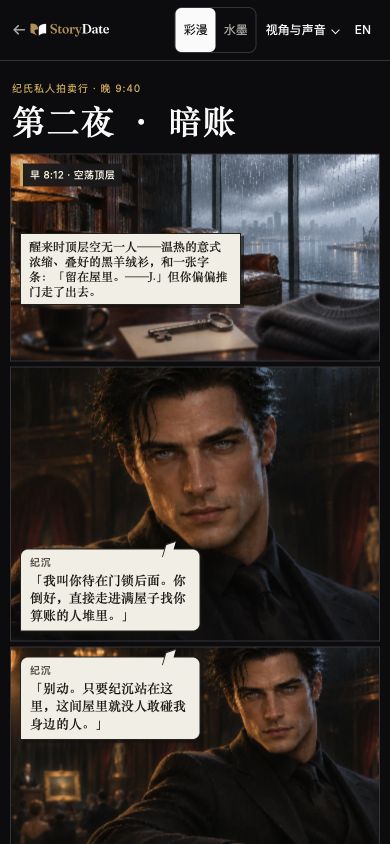 StoryDate
彩漫
水墨
视角与声音
EN
纪氏私人拍卖行 · 晚 9:40
第二夜 · 暗账
早 8:12 · 空荡顶层
醒来时顶层空无一人——温热的意式
浓缩、叠好的黑羊绒衫，和一张字
条：「留在屋里。——J.」但你偏偏推
门走了出去。
纪沉
「我叫你待在门锁后面。你
倒好，直接走进满屋子找你
算账的人堆里。」
纪沉
「别动。只要纪沉站在这
里，这间屋里就没人敢碰我
身边的人。」